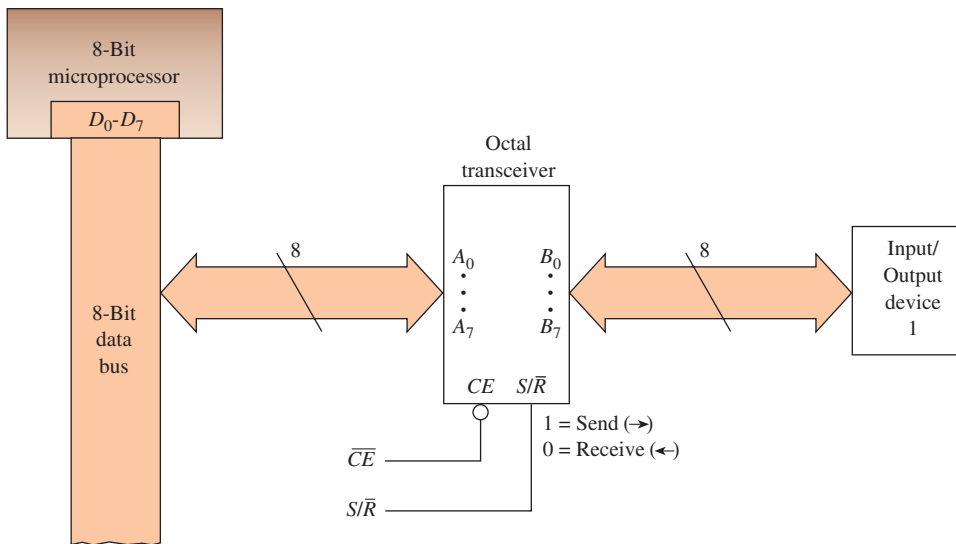 8-Bit
microprocessor
D₀-D₇
Octal
transceiver
8
8
A₀
A₇
B₀
B₇
Input/
Output
device
1
8-Bit
data
bus
CE S/R̅
1 = Send (→)
0 = Receive (←)
C̅E̅
S/R̅